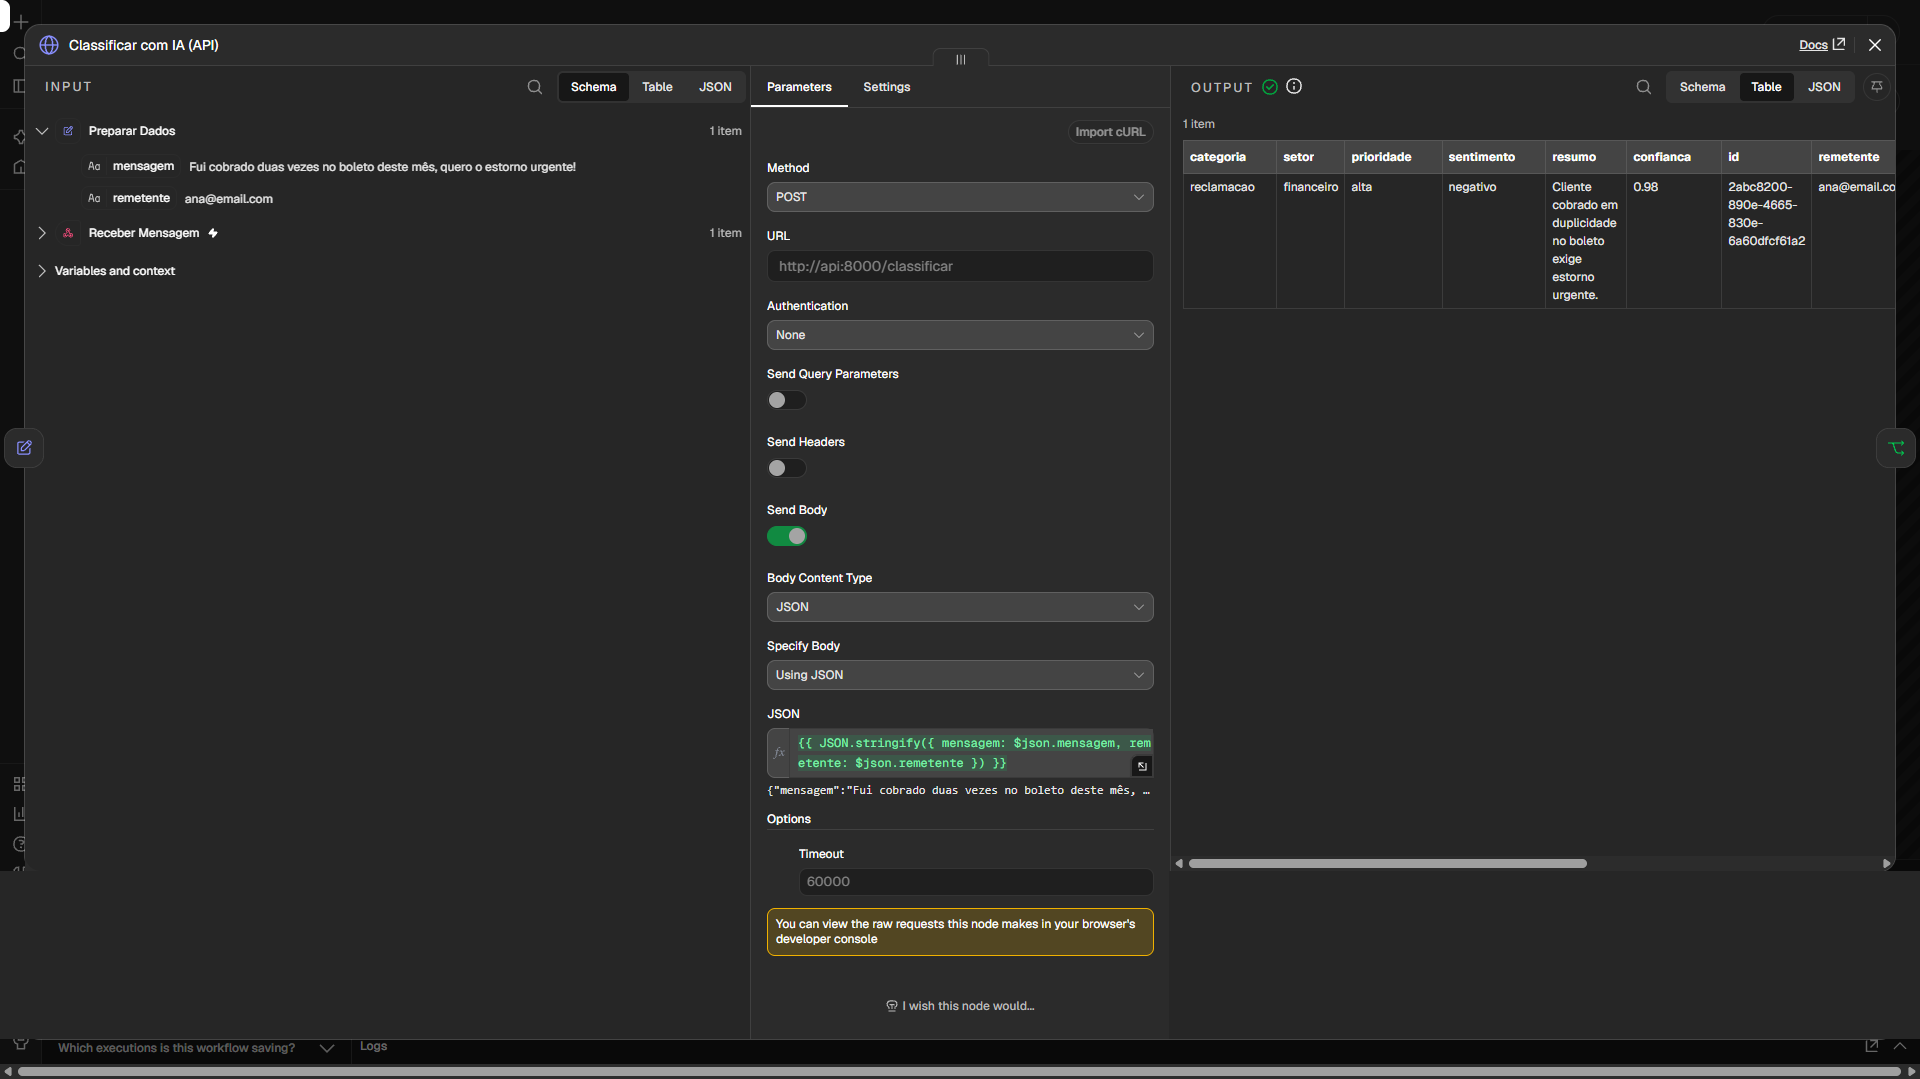 Classificar com IA (API)
Docs
INPUT
Schema
Table
JSON
Preparar Dados
1 item
Aa mensagem Fui cobrado duas vezes no boleto deste mês, quero o estorno urgente!
Aa remetente ana@email.com
Receber Mensagem
1 item
Variables and context
Parameters
Settings
Import cURL
Method
POST
URL
http://api:8000/classificar
Authentication
None
Send Query Parameters
Send Headers
Send Body
Body Content Type
JSON
Specify Body
Using JSON
JSON
fx
{{ JSON.stringify({ mensagem: $json.mensagem, rem
etente: $json.remetente }) }}
{"mensagem":"Fui cobrado duas vezes no boleto deste mês, …
Options
Timeout
60000
You can view the raw requests this node makes in your browser's
developer console
I wish this node would...
OUTPUT
Schema
Table
JSON
1 item
categoria setor prioridade sentimento resumo confianca id remetente
reclamacao
financeiro
alta
negativo
Cliente
cobrado em
duplicidade
no boleto
exige
estorno
urgente.
0.98
2abc8200-
890e-4665-
830e-
6a60dfcf61a2
ana@email.co
Which executions is this workflow saving?
Logs